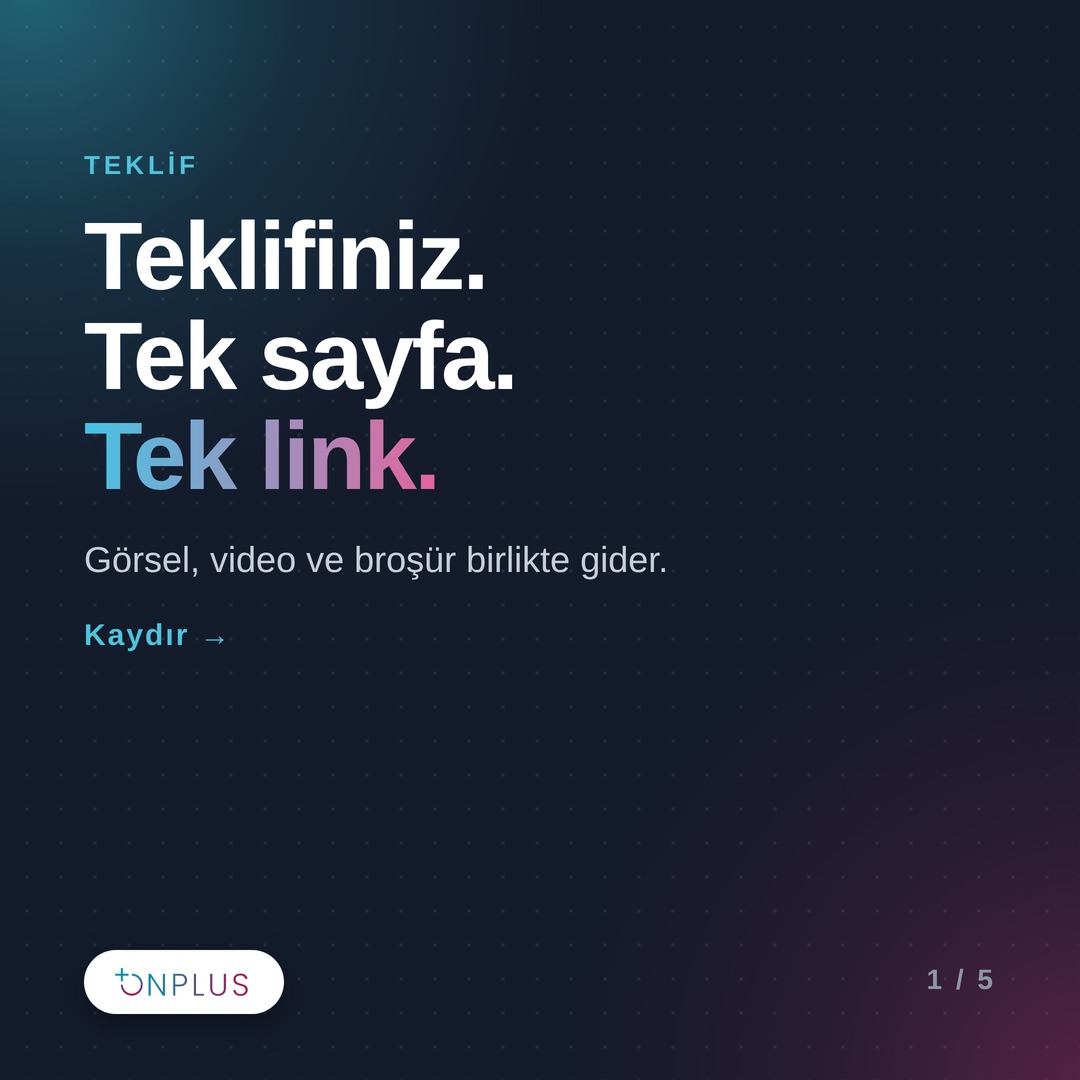 TEKLİF
Teklifiniz.
Tek sayfa.
Tek link.
Görsel, video ve broşür birlikte gider.
Kaydır →
ONPLUS
1 / 5